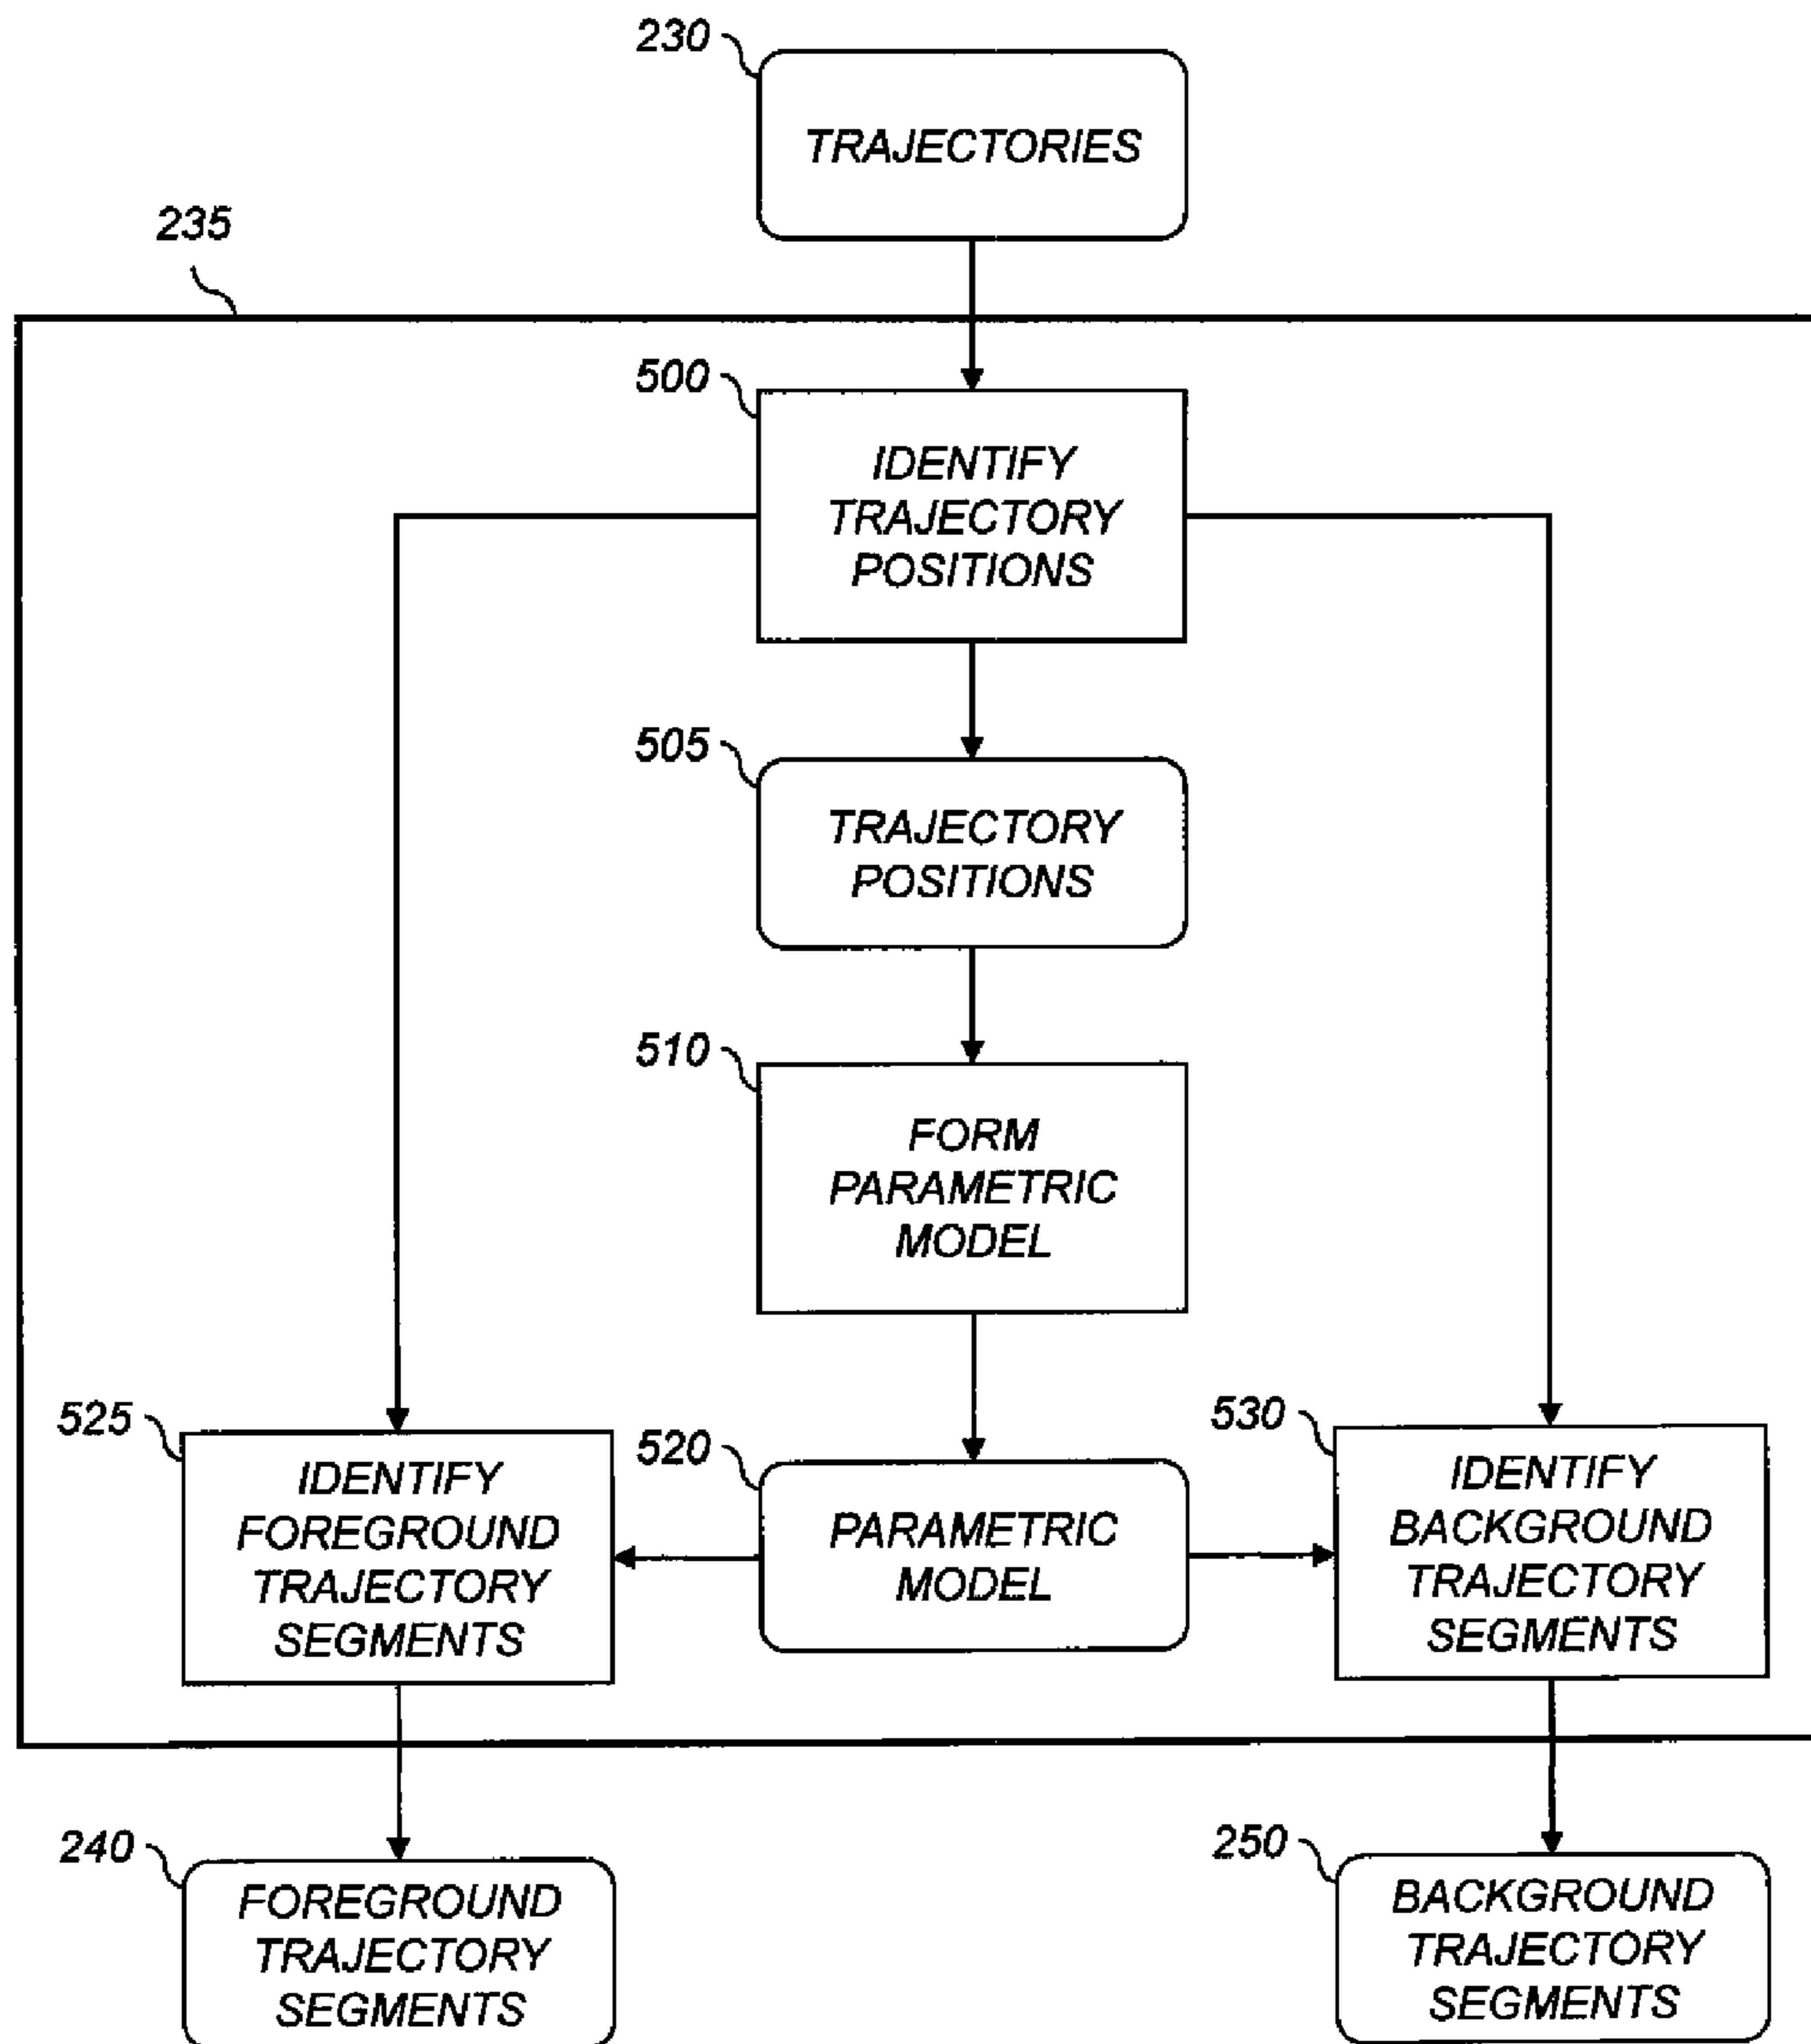 230
TRAJECTORIES
235
500
IDENTIFY
TRAJECTORY
POSITIONS
505
TRAJECTORY
POSITIONS
510
FORM
PARAMETRIC
MODEL
525
IDENTIFY
FOREGROUND
TRAJECTORY
SEGMENTS
520
PARAMETRIC
MODEL
530
IDENTIFY
BACKGROUND
TRAJECTORY
SEGMENTS
240
FOREGROUND
TRAJECTORY
SEGMENTS
250
BACKGROUND
TRAJECTORY
SEGMENTS